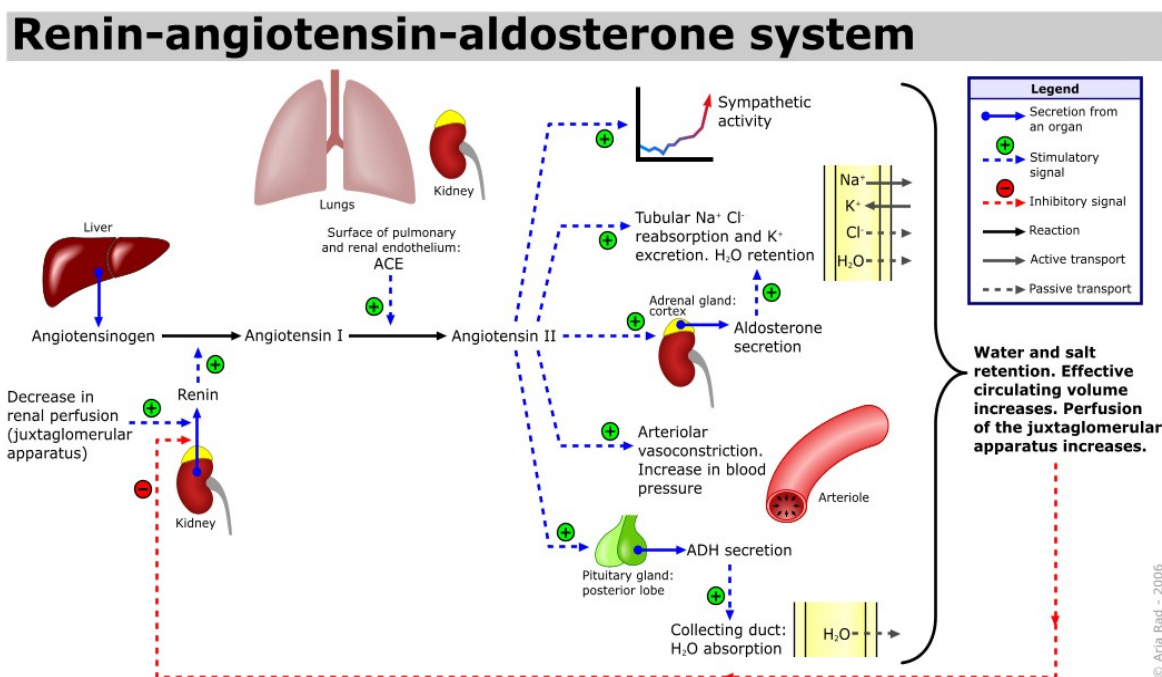 Renin-angiotensin-aldosterone system
Lungs
Kidney
Surface of pulmonary
and renal endothelium:
ACE
+
Liver
Angiotensinogen
Angiotensin I
Angiotensin II
+
Renin
Decrease in
renal perfusion
(juxtaglomerular
apparatus)
+
−
Kidney
+
Sympathetic
activity
+
Tubular Na⁺ Cl⁻
reabsorption and K⁺
excretion. H₂O retention
+
Na⁺
K⁺
Cl⁻
H₂O
+
Adrenal gland:
cortex
Aldosterone
secretion
+
Arteriolar
vasoconstriction.
Increase in blood
pressure
Arteriole
+
Pituitary gland:
posterior lobe
ADH secretion
+
Collecting duct:
H₂O absorption
H₂O
Legend
Secretion from
an organ
+
Stimulatory
signal
−
Inhibitory signal
Reaction
Active transport
Passive transport
Water and salt
retention. Effective
circulating volume
increases. Perfusion
of the juxtaglomerular
apparatus increases.
© Aria Rad - 2006